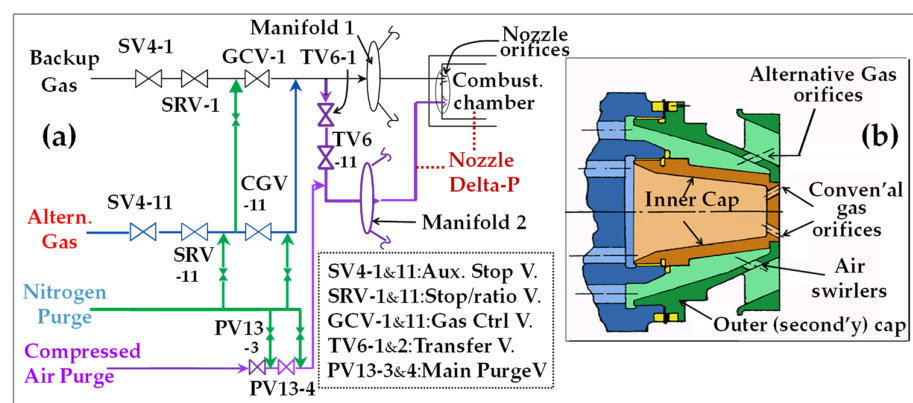 Manifold 1
SV4-1
GCV-1
TV6-1
Nozzle
orifices
Backup
Gas
SRV-1
Combust.
chamber
(a)
TV6
-11
Nozzle
Delta-P
SV4-11
CGV
-11
Altern.
Gas
Manifold 2
SRV
-11
Nitrogen
Purge
PV13
-3
Compressed
Air Purge
PV13-4
SV4-1&11:Aux. Stop V.
SRV-1&11:Stop/ratio V.
GCV-1&11:Gas Ctrl V.
TV6-1&2:Transfer V.
PV13-3&4:Main PurgeV
Alternative Gas
orifices
(b)
Inner Cap
Conven'al
gas
orifices
Air
swirlers
Outer (second'y) cap